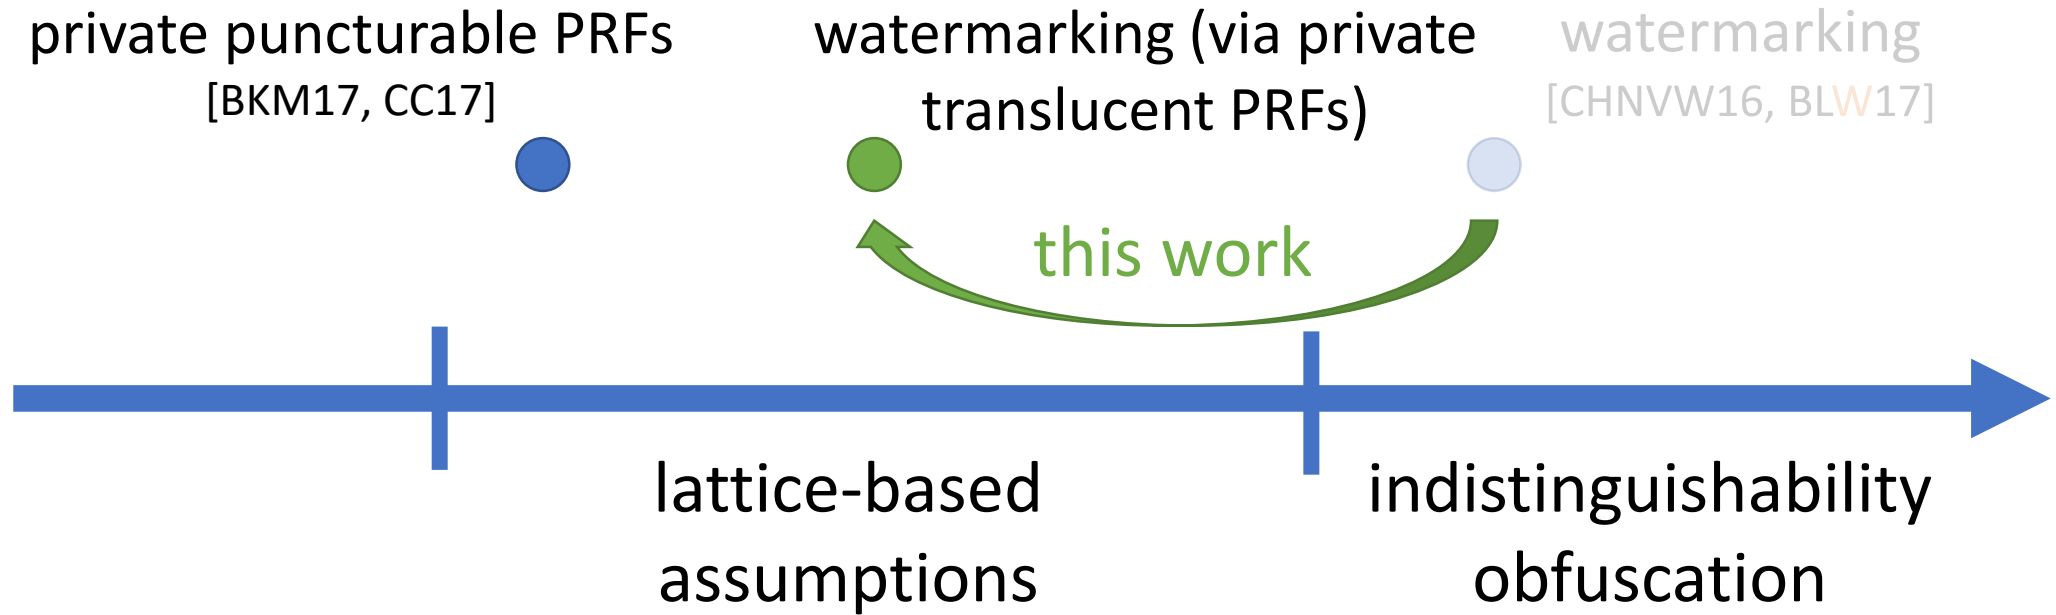 private puncturable PRFs
[BKM17, CC17]
watermarking (via private
translucent PRFs)
watermarking
[CHNVW16, BLW17]
this work
lattice-based
assumptions
indistinguishability
obfuscation